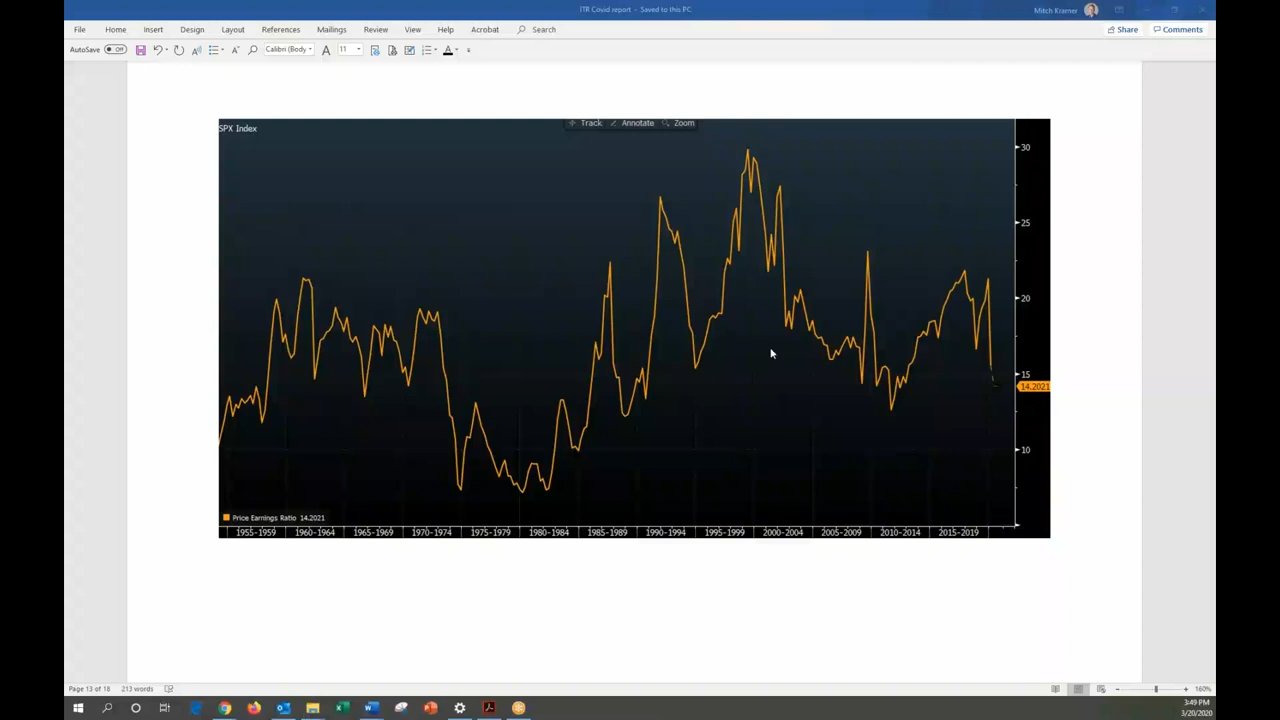 ITR Covid report - Saved to this PC
Mitch Kramer
File Home Insert Design Layout References Mailings Review View Help Acrobat Search Share Comments
AutoSave Off Calibri (Body 11
SPX Index
Track Annotate Zoom
30
25
20
15
14.2021
10
Price Earnings Ratio 14.2021
1955-1959 1960-1964 1965-1969 1970-1974 1975-1979 1980-1984 1985-1989 1990-1994 1995-1999 2000-2004 2005-2009 2010-2014 2015-2019
Page 13 of 18 213 words 160%
3:49 PM
3/20/2020